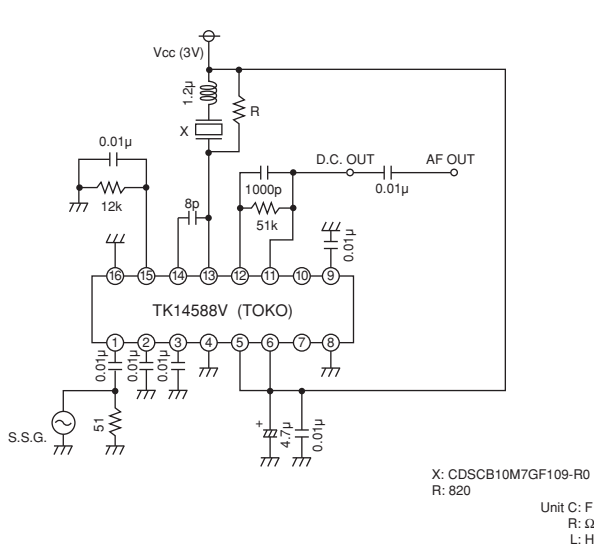 Vcc (3V)
1.2μ
R
X
0.01μ
12k
8p
1000p
51k
D.C. OUT
0.01μ
AF OUT
0.01μ
16 15 14 13 12 11 10 9
TK14588V (TOKO)
1 2 3 4 5 6 7 8
0.01μ
0.01μ
0.01μ
S.S.G.
51
+
4.7μ
0.01μ
X: CDSCB10M7GF109-R0
R: 820
Unit C: F
R: Ω
L: H